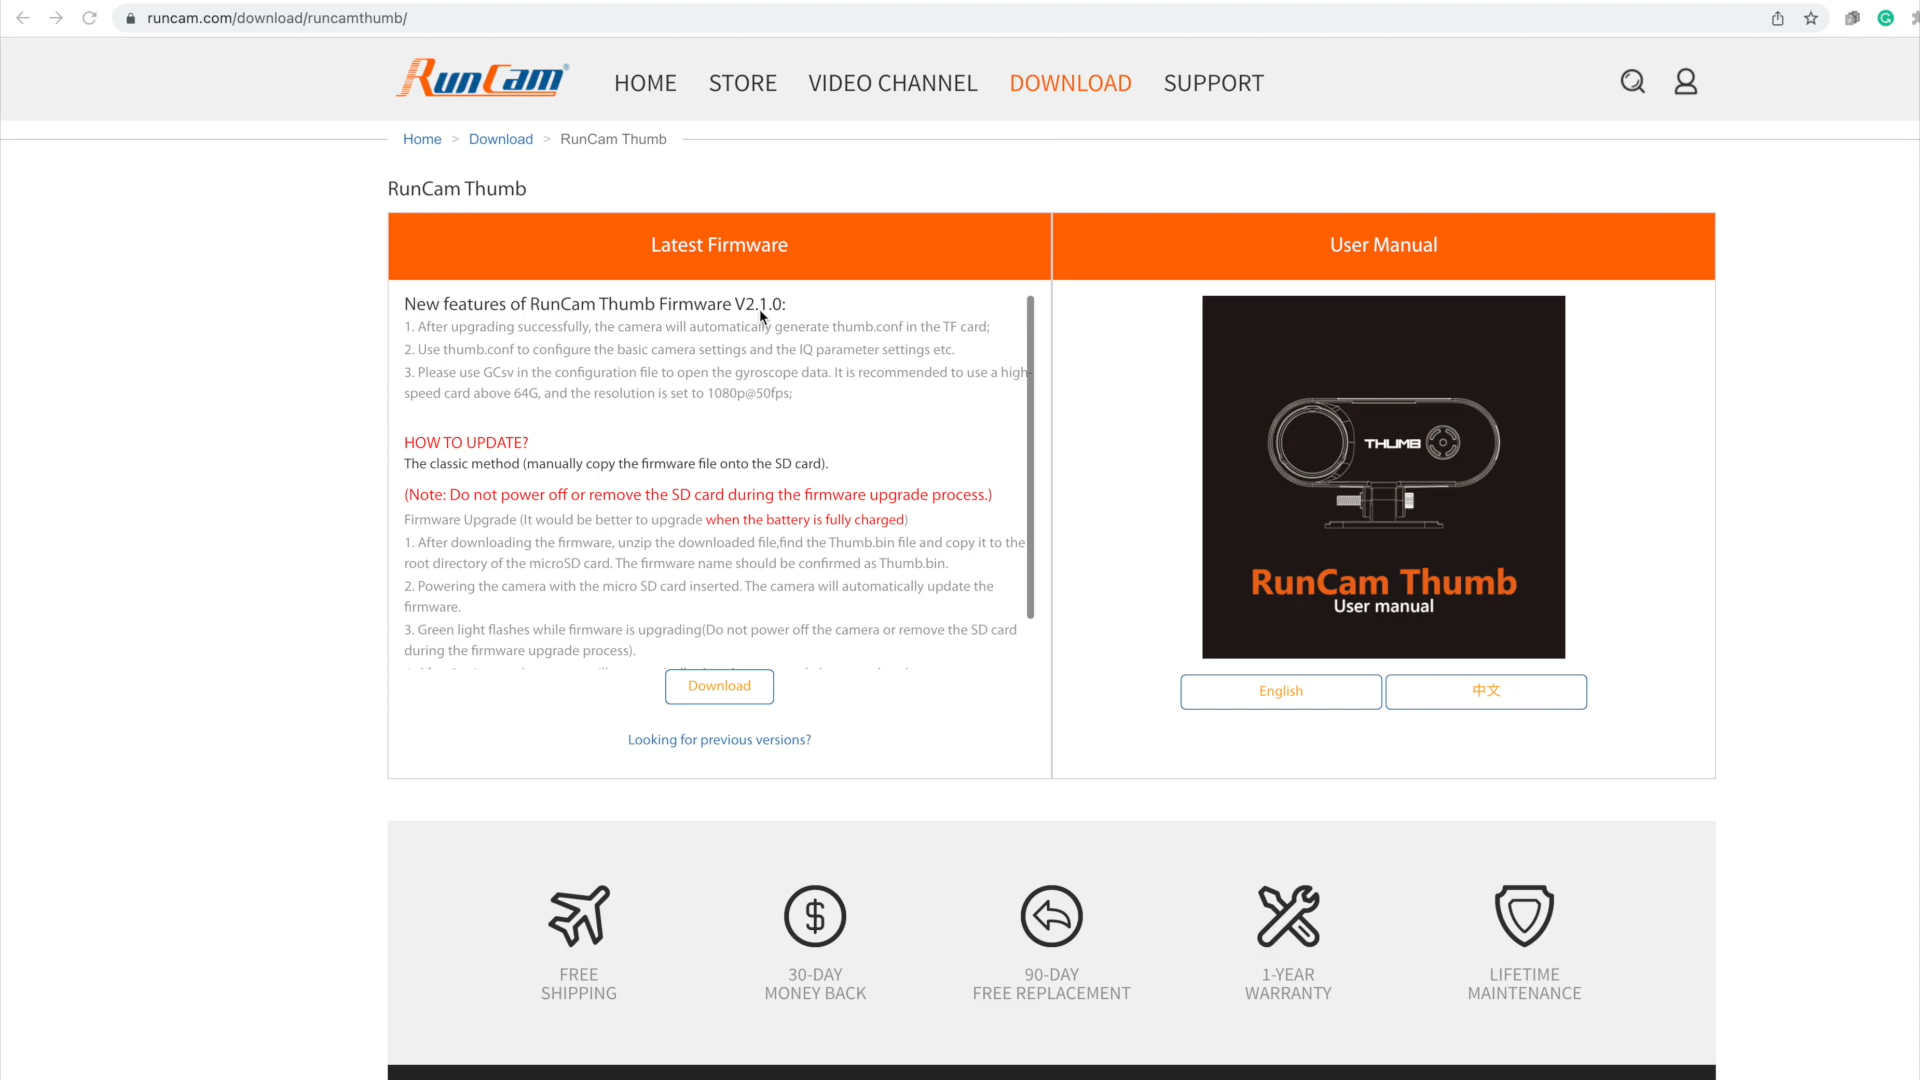 runcam.com/download/runcamthumb/
RunCam®
HOME STORE VIDEO CHANNEL DOWNLOAD SUPPORT
Home > Download > RunCam Thumb
RunCam Thumb
Latest Firmware
New features of RunCam Thumb Firmware V2.1.0:
1. After upgrading successfully, the camera will automatically generate thumb.conf in the TF card;
2. Use thumb.conf to configure the basic camera settings and the IQ parameter settings etc.
3. Please use GCsv in the configuration file to open the gyroscope data. It is recommended to use a high-
speed card above 64G, and the resolution is set to 1080p@50fps;
HOW TO UPDATE?
The classic method (manually copy the firmware file onto the SD card).
(Note: Do not power off or remove the SD card during the firmware upgrade process.)
Firmware Upgrade (It would be better to upgrade when the battery is fully charged)
1. After downloading the firmware, unzip the downloaded file,find the Thumb.bin file and copy it to the
root directory of the microSD card. The firmware name should be confirmed as Thumb.bin.
2. Powering the camera with the micro SD card inserted. The camera will automatically update the
firmware.
3. Green light flashes while firmware is upgrading(Do not power off the camera or remove the SD card
during the firmware upgrade process).
Download
Looking for previous versions?
User Manual
THUMB
RunCam Thumb
User manual
English
中文
FREE
SHIPPING
30-DAY
MONEY BACK
90-DAY
FREE REPLACEMENT
1-YEAR
WARRANTY
LIFETIME
MAINTENANCE